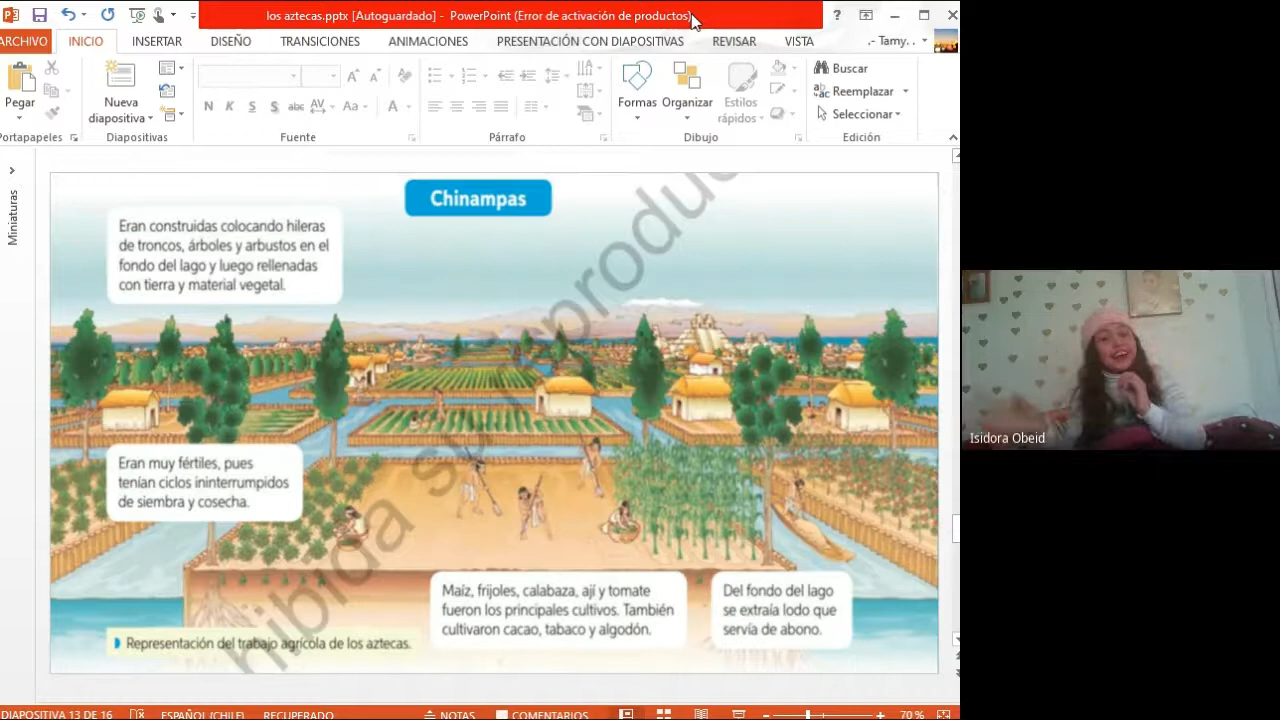 los aztecas.pptx [Autoguardado] - PowerPoint (Error de activación de productos)
ARCHIVO INICIO INSERTAR DISEÑO TRANSICIONES ANIMACIONES PRESENTACIÓN CON DIAPOSITIVAS REVISAR VISTA .- Tamy...
Pegar
Nueva
diapositiva
N K S S abc AV Aa A
Formas Organizar Estilos
rápidos
Buscar
Reemplazar
Seleccionar
Portapapeles Diapositivas Fuente Párrafo Dibujo Edición
Miniaturas
Chinampas
Eran construidas colocando hileras
de troncos, árboles y arbustos en el
fondo del lago y luego rellenadas
con tierra y material vegetal.
Eran muy fértiles, pues
tenían ciclos ininterrumpidos
de siembra y cosecha.
Maíz, frijoles, calabaza, ají y tomate
fueron los principales cultivos. También
cultivaron cacao, tabaco y algodón.
Del fondo del lago
se extraía lodo que
servía de abono.
Representación del trabajo agrícola de los aztecas.
Isidora Obeid
DIAPOSITIVA 13 DE 16 ESPAÑOL (CHILE) RECUPERADO NOTAS COMENTARIOS 70 %